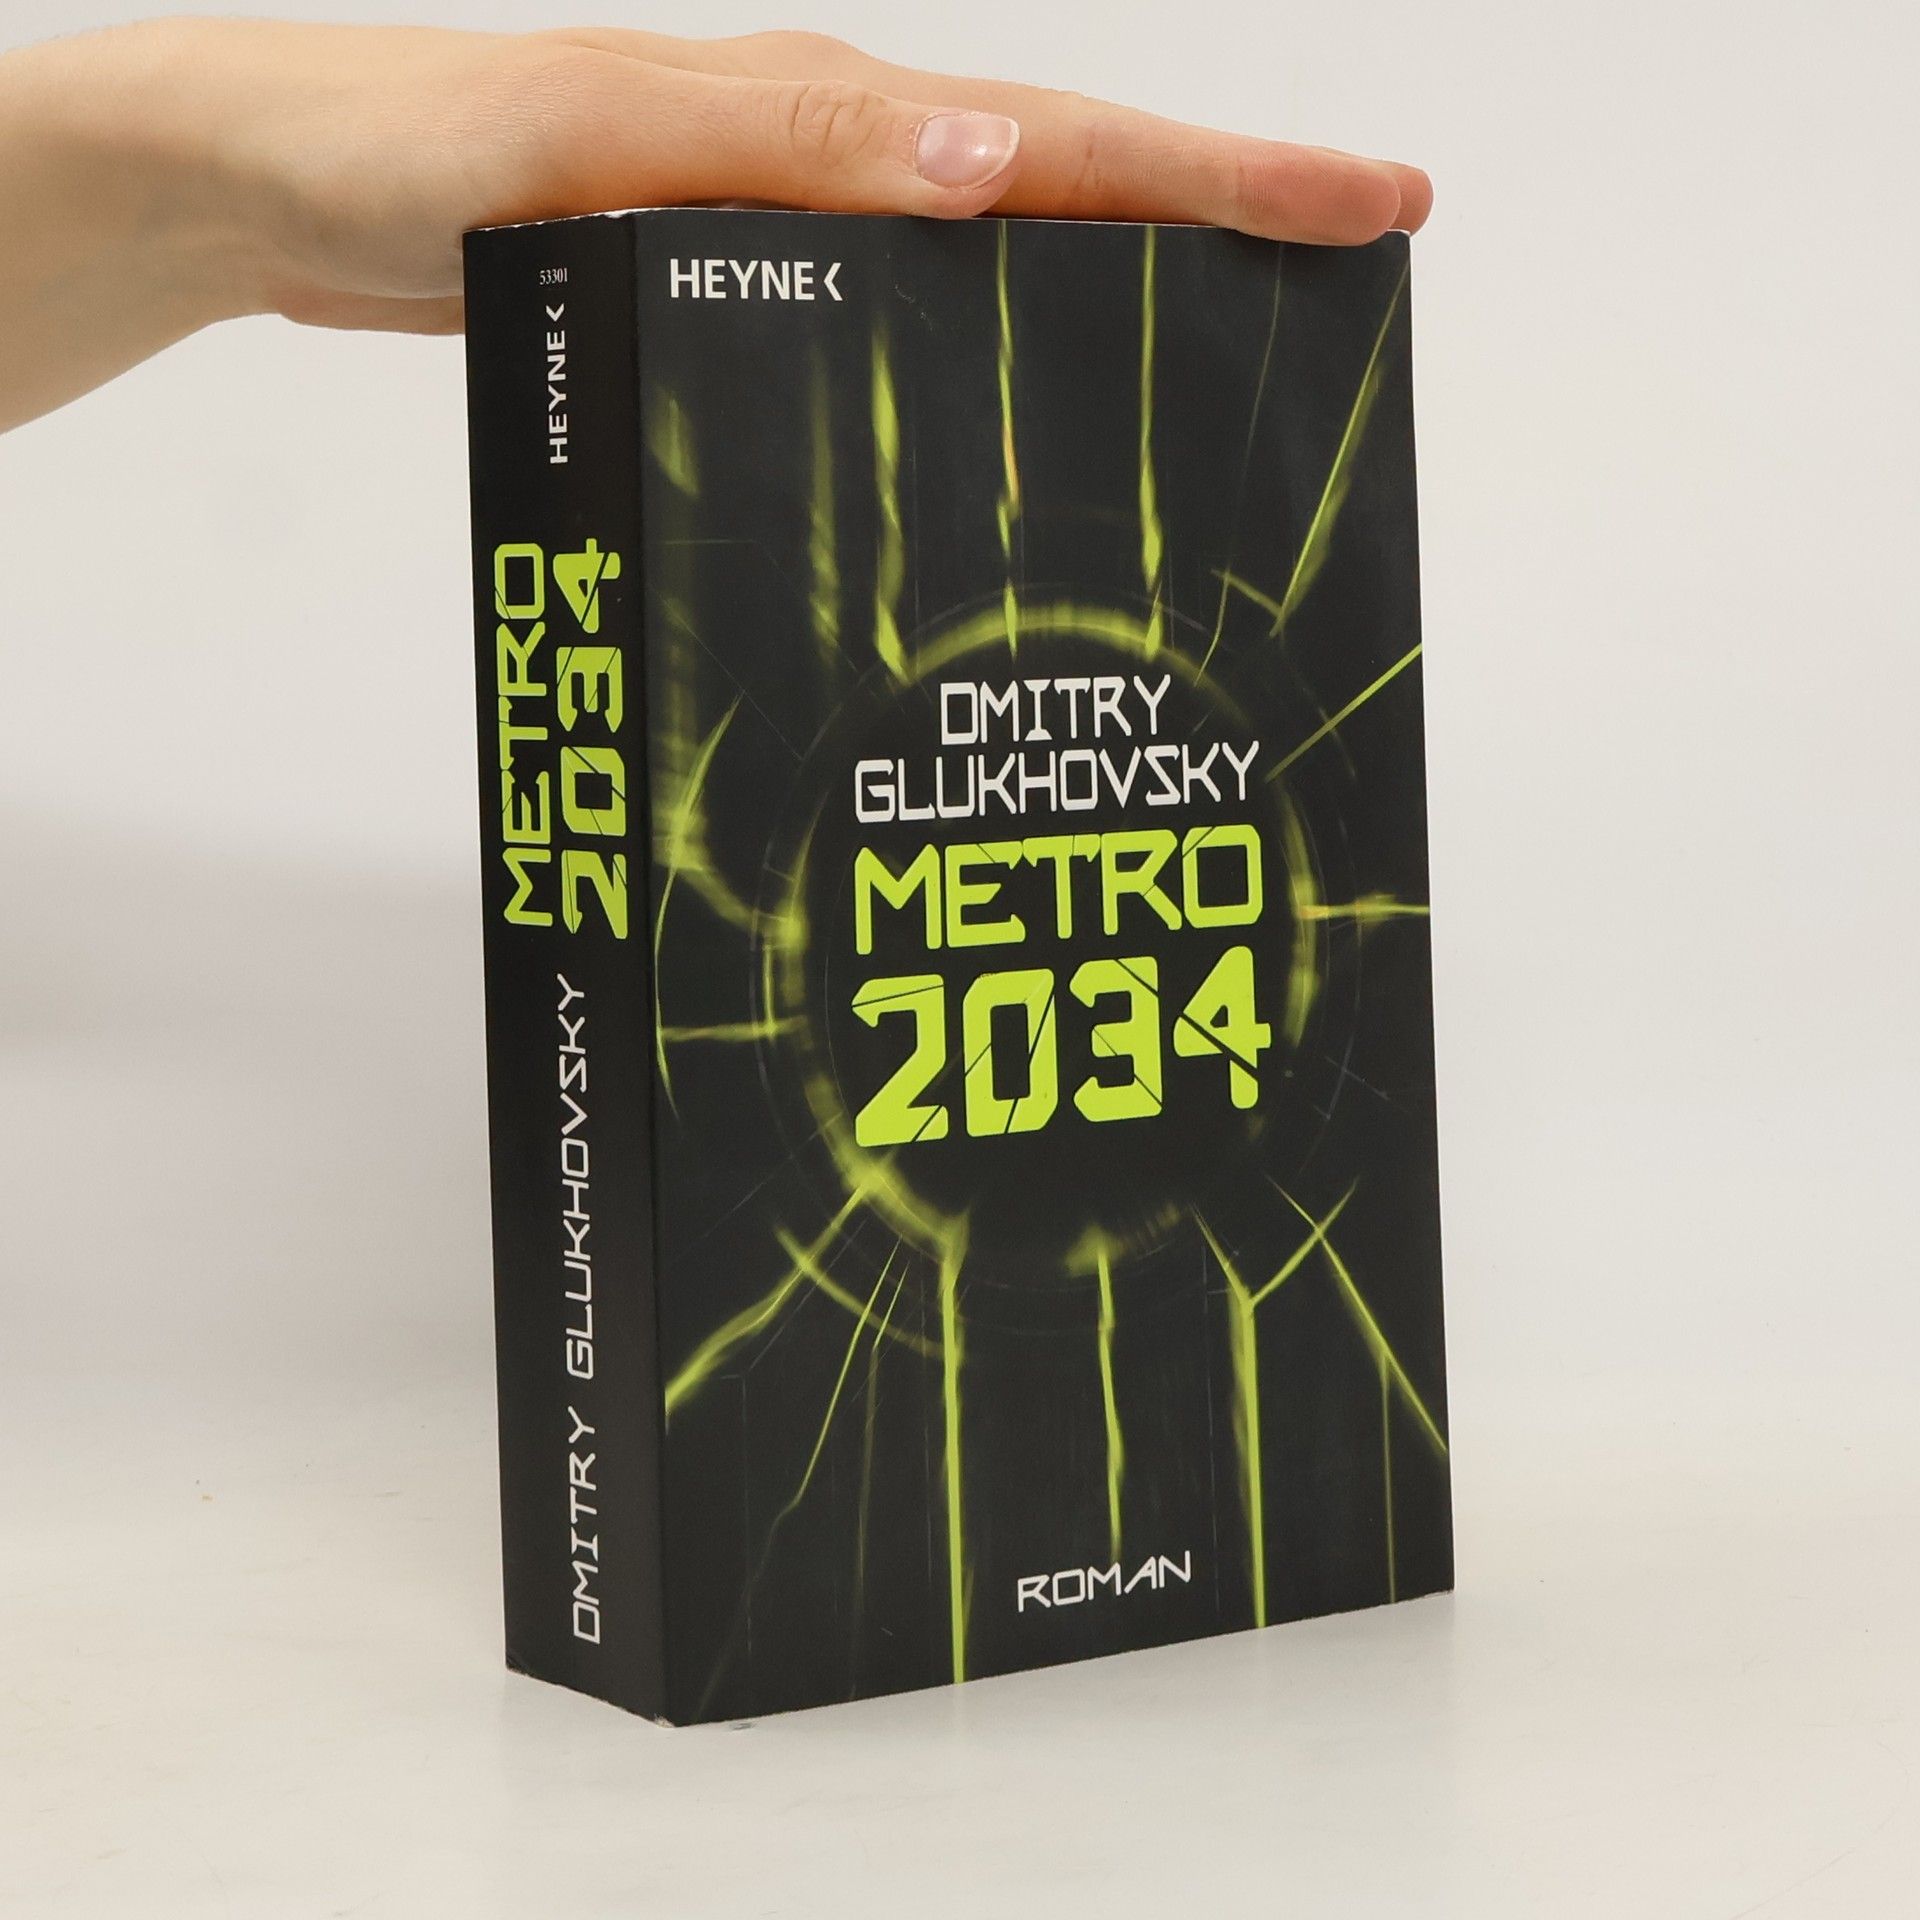 53301
HEYNE<
METRO
2034
DMITRY GLUKHOVSKY
HEYNE<
DMITRY
GLUKHOVSKY
METRO
2034
ROMAN